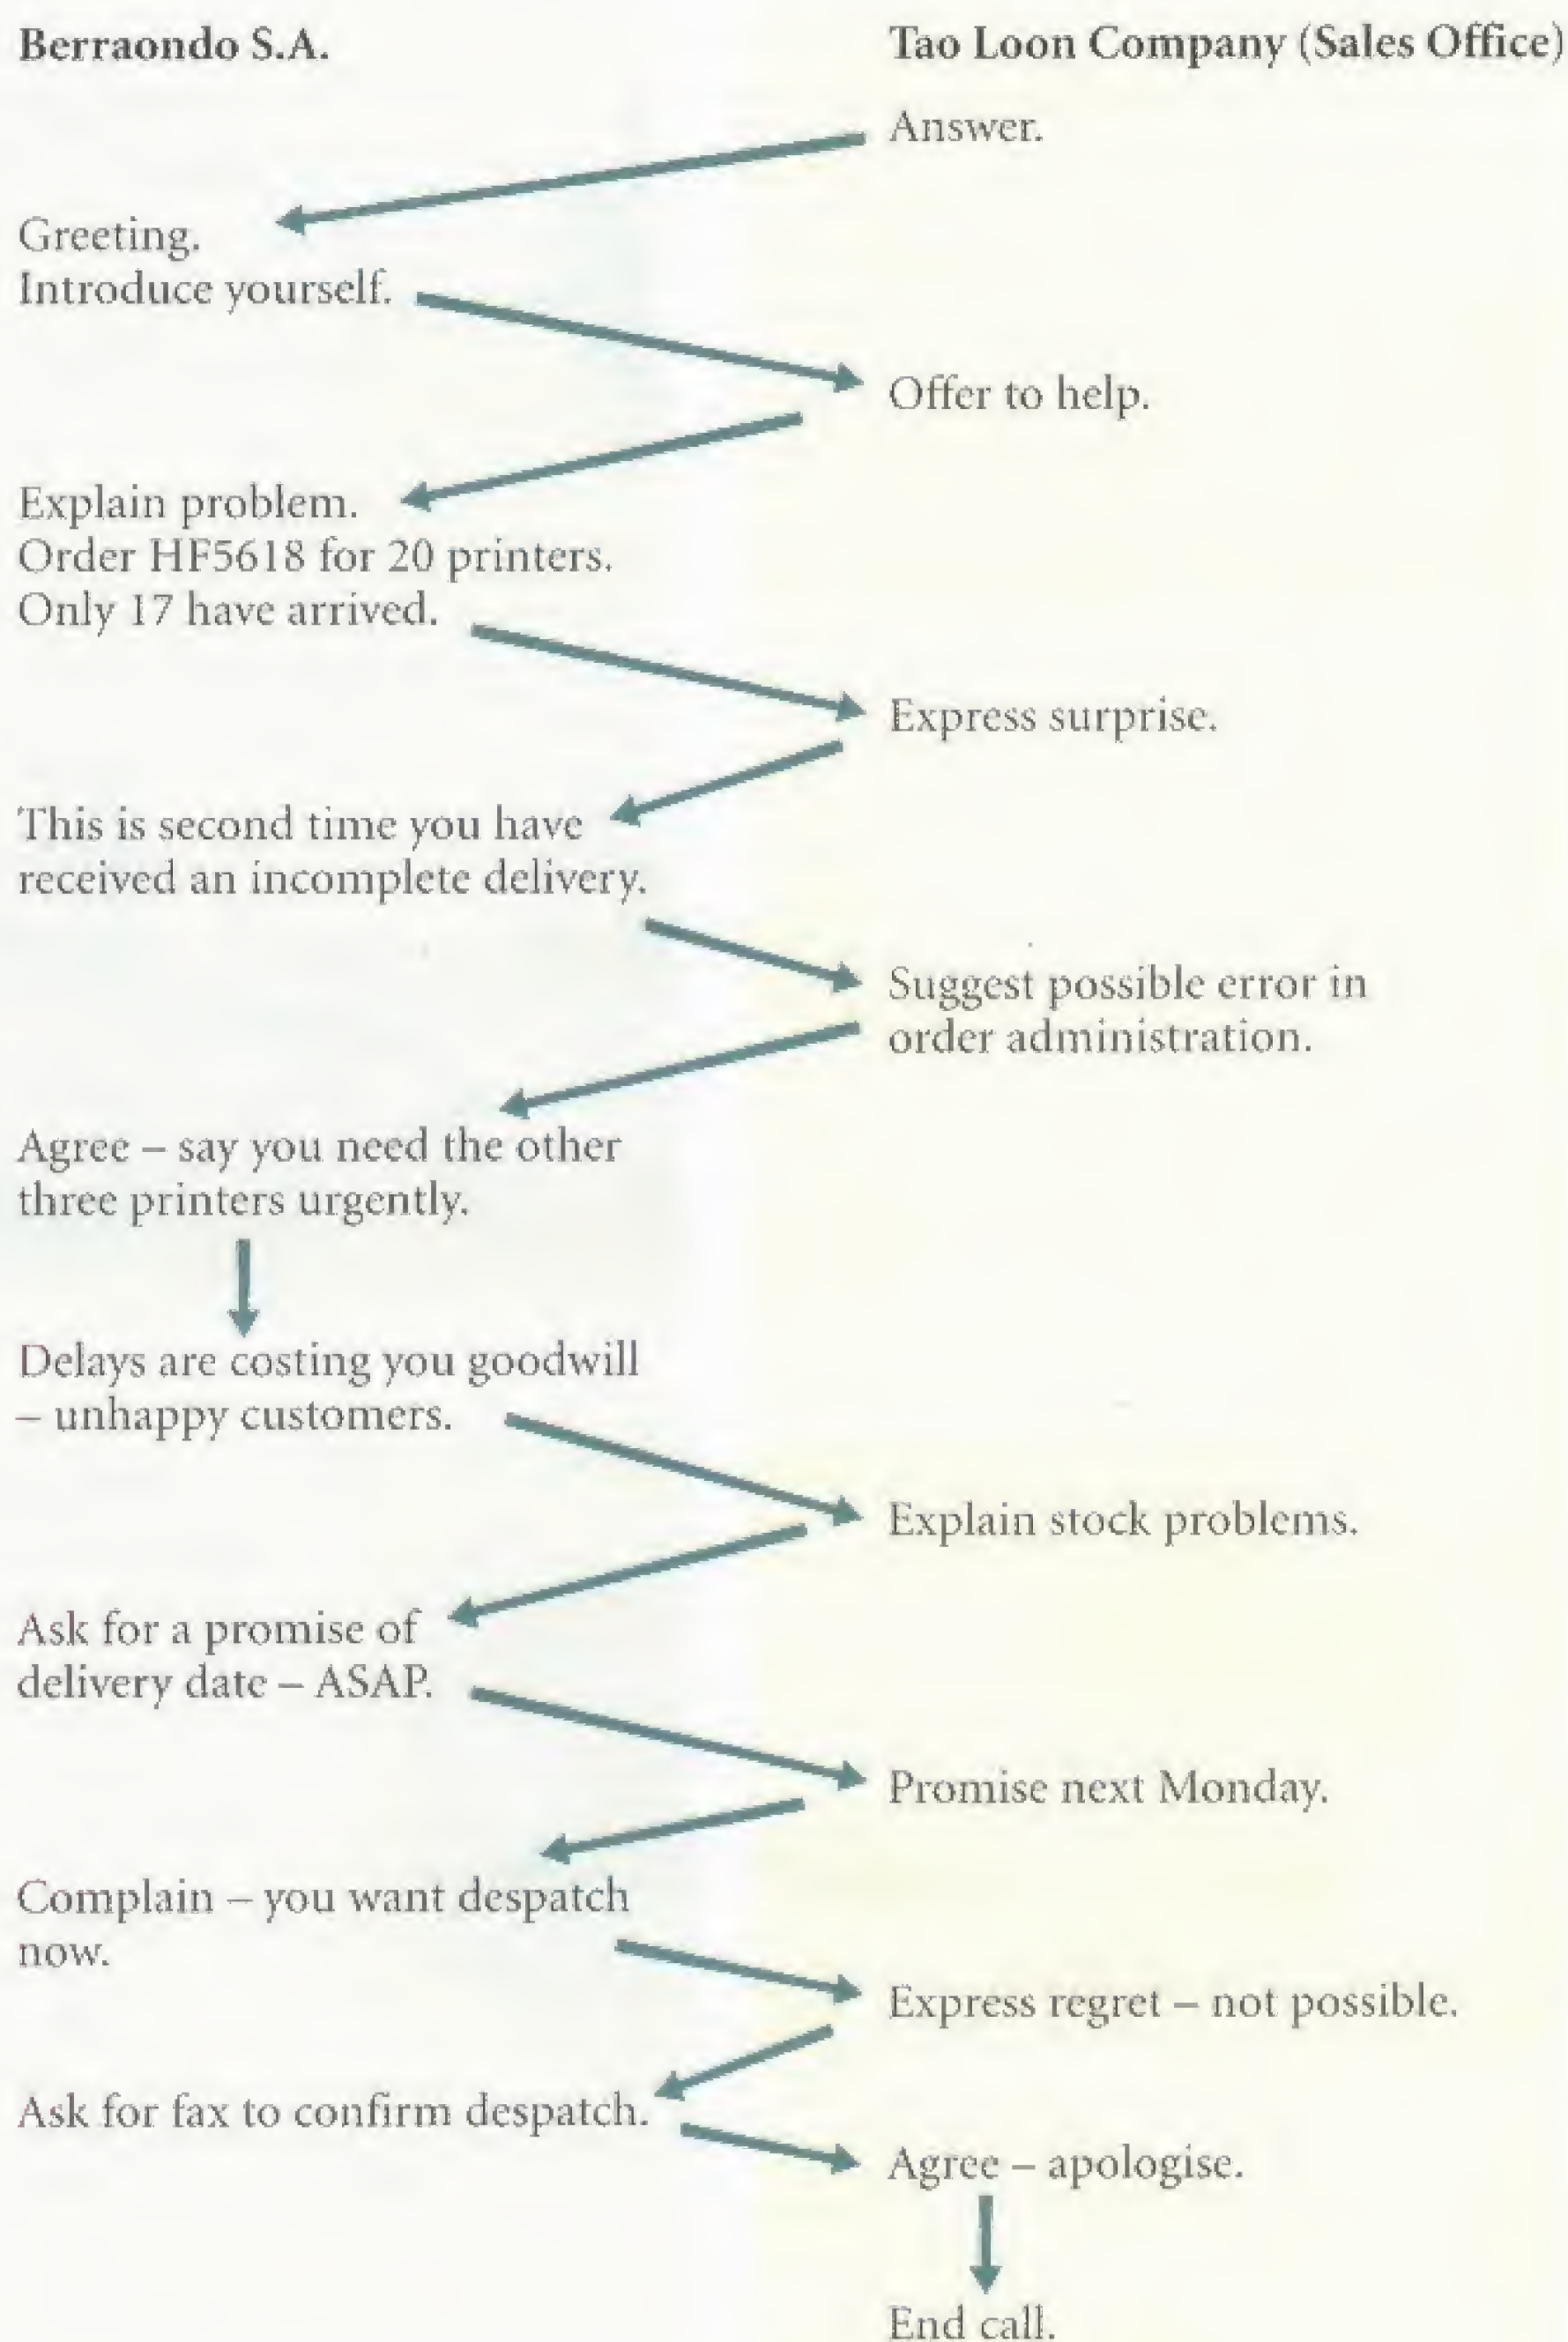 Berraondo S.A.
Tao Loon Company (Sales Office)
Answer.
Greeting.
Introduce yourself.
Offer to help.
Explain problem.
Order HF5618 for 20 printers.
Only 17 have arrived.
Express surprise.
This is second time you have
received an incomplete delivery.
Suggest possible error in
order administration.
Agree – say you need the other
three printers urgently.
Delays are costing you goodwill
– unhappy customers.
Explain stock problems.
Ask for a promise of
delivery date – ASAP.
Promise next Monday.
Complain – you want despatch
now.
Express regret – not possible.
Ask for fax to confirm despatch.
Agree – apologise.
End call.